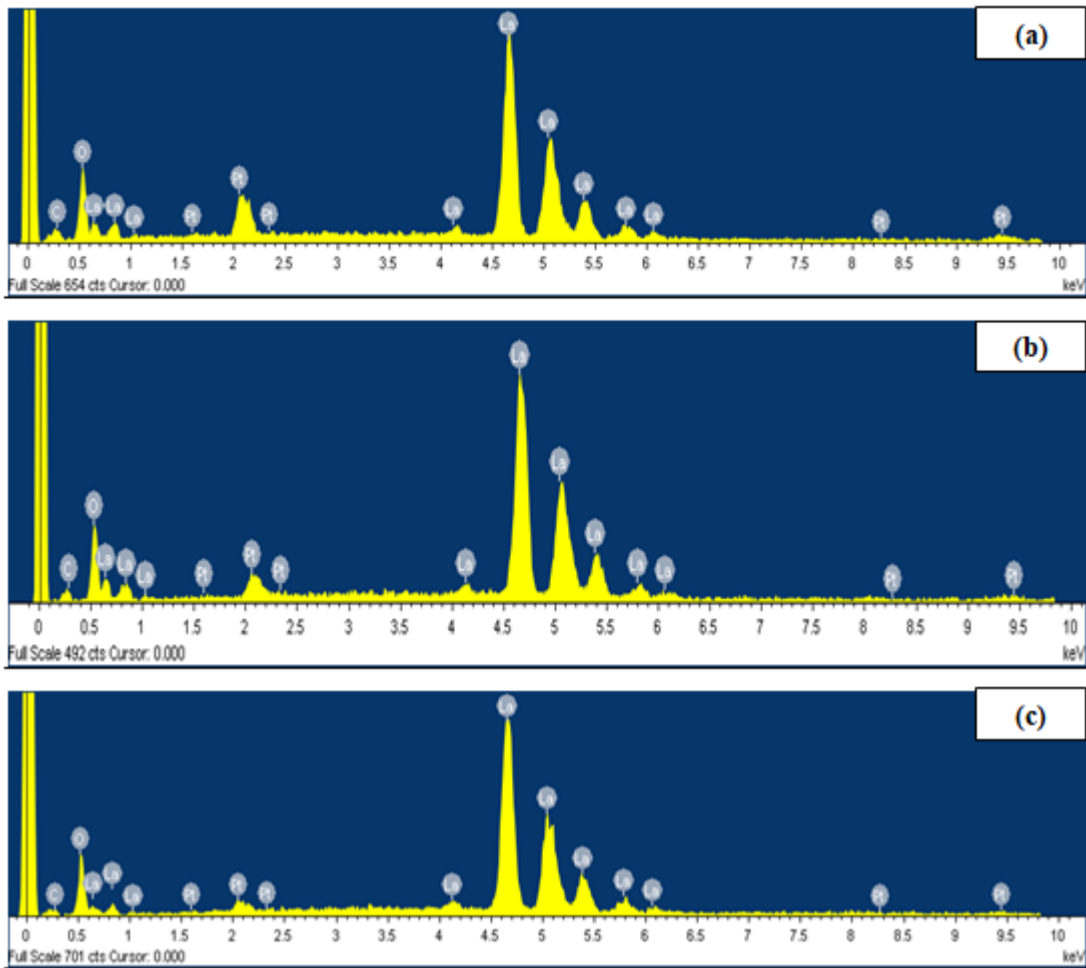 (a)
La
La
O
Pt
La
C La La La Pt Pt La La La Pt Pt
0 0.5 1 1.5 2 2.5 3 3.5 4 4.5 5 5.5 6 6.5 7 7.5 8 8.5 9 9.5 10
Full Scale 654 cts Cursor: 0.000 keV
(b)
La
La
O
La
C La La La Pt Pt Pt La La La Pt Pt
0 0.5 1 1.5 2 2.5 3 3.5 4 4.5 5 5.5 6 6.5 7 7.5 8 8.5 9 9.5 10
Full Scale 492 cts Cursor: 0.000 keV
(c)
La
La
O
La
C La La La Pt Pt Pt La La La Pt Pt
0 0.5 1 1.5 2 2.5 3 3.5 4 4.5 5 5.5 6 6.5 7 7.5 8 8.5 9 9.5 10
Full Scale 701 cts Cursor: 0.000 keV